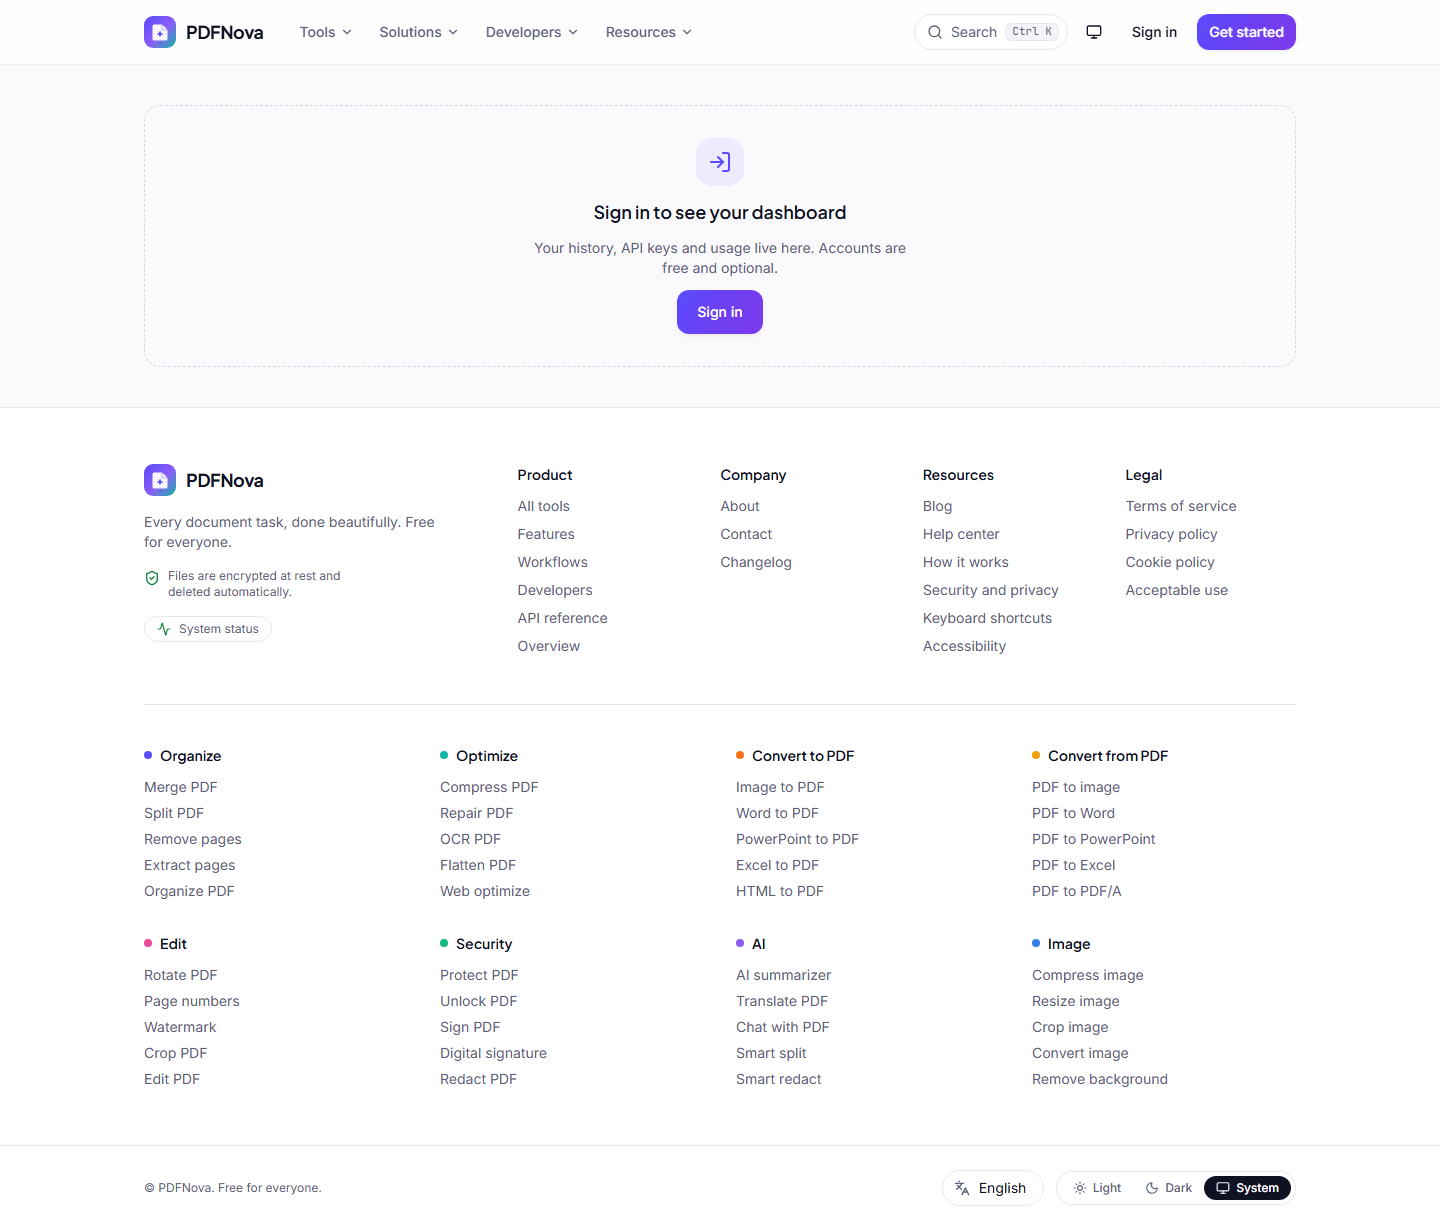 PDFNova
Tools
Solutions
Developers
Resources
Search
Ctrl K
Sign in
Get started
Sign in to see your dashboard
Your history, API keys and usage live here. Accounts are
free and optional.
Sign in
PDFNova
Every document task, done beautifully. Free
for everyone.
Files are encrypted at rest and
deleted automatically.
System status
Product
All tools
Features
Workflows
Developers
API reference
Overview
Company
About
Contact
Changelog
Resources
Blog
Help center
How it works
Security and privacy
Keyboard shortcuts
Accessibility
Legal
Terms of service
Privacy policy
Cookie policy
Acceptable use
Organize
Merge PDF
Split PDF
Remove pages
Extract pages
Organize PDF
Optimize
Compress PDF
Repair PDF
OCR PDF
Flatten PDF
Web optimize
Convert to PDF
Image to PDF
Word to PDF
PowerPoint to PDF
Excel to PDF
HTML to PDF
Convert from PDF
PDF to image
PDF to Word
PDF to PowerPoint
PDF to Excel
PDF to PDF/A
Edit
Rotate PDF
Page numbers
Watermark
Crop PDF
Edit PDF
Security
Protect PDF
Unlock PDF
Sign PDF
Digital signature
Redact PDF
AI
AI summarizer
Translate PDF
Chat with PDF
Smart split
Smart redact
Image
Compress image
Resize image
Crop image
Convert image
Remove background
© PDFNova. Free for everyone.
English
Light
Dark
System